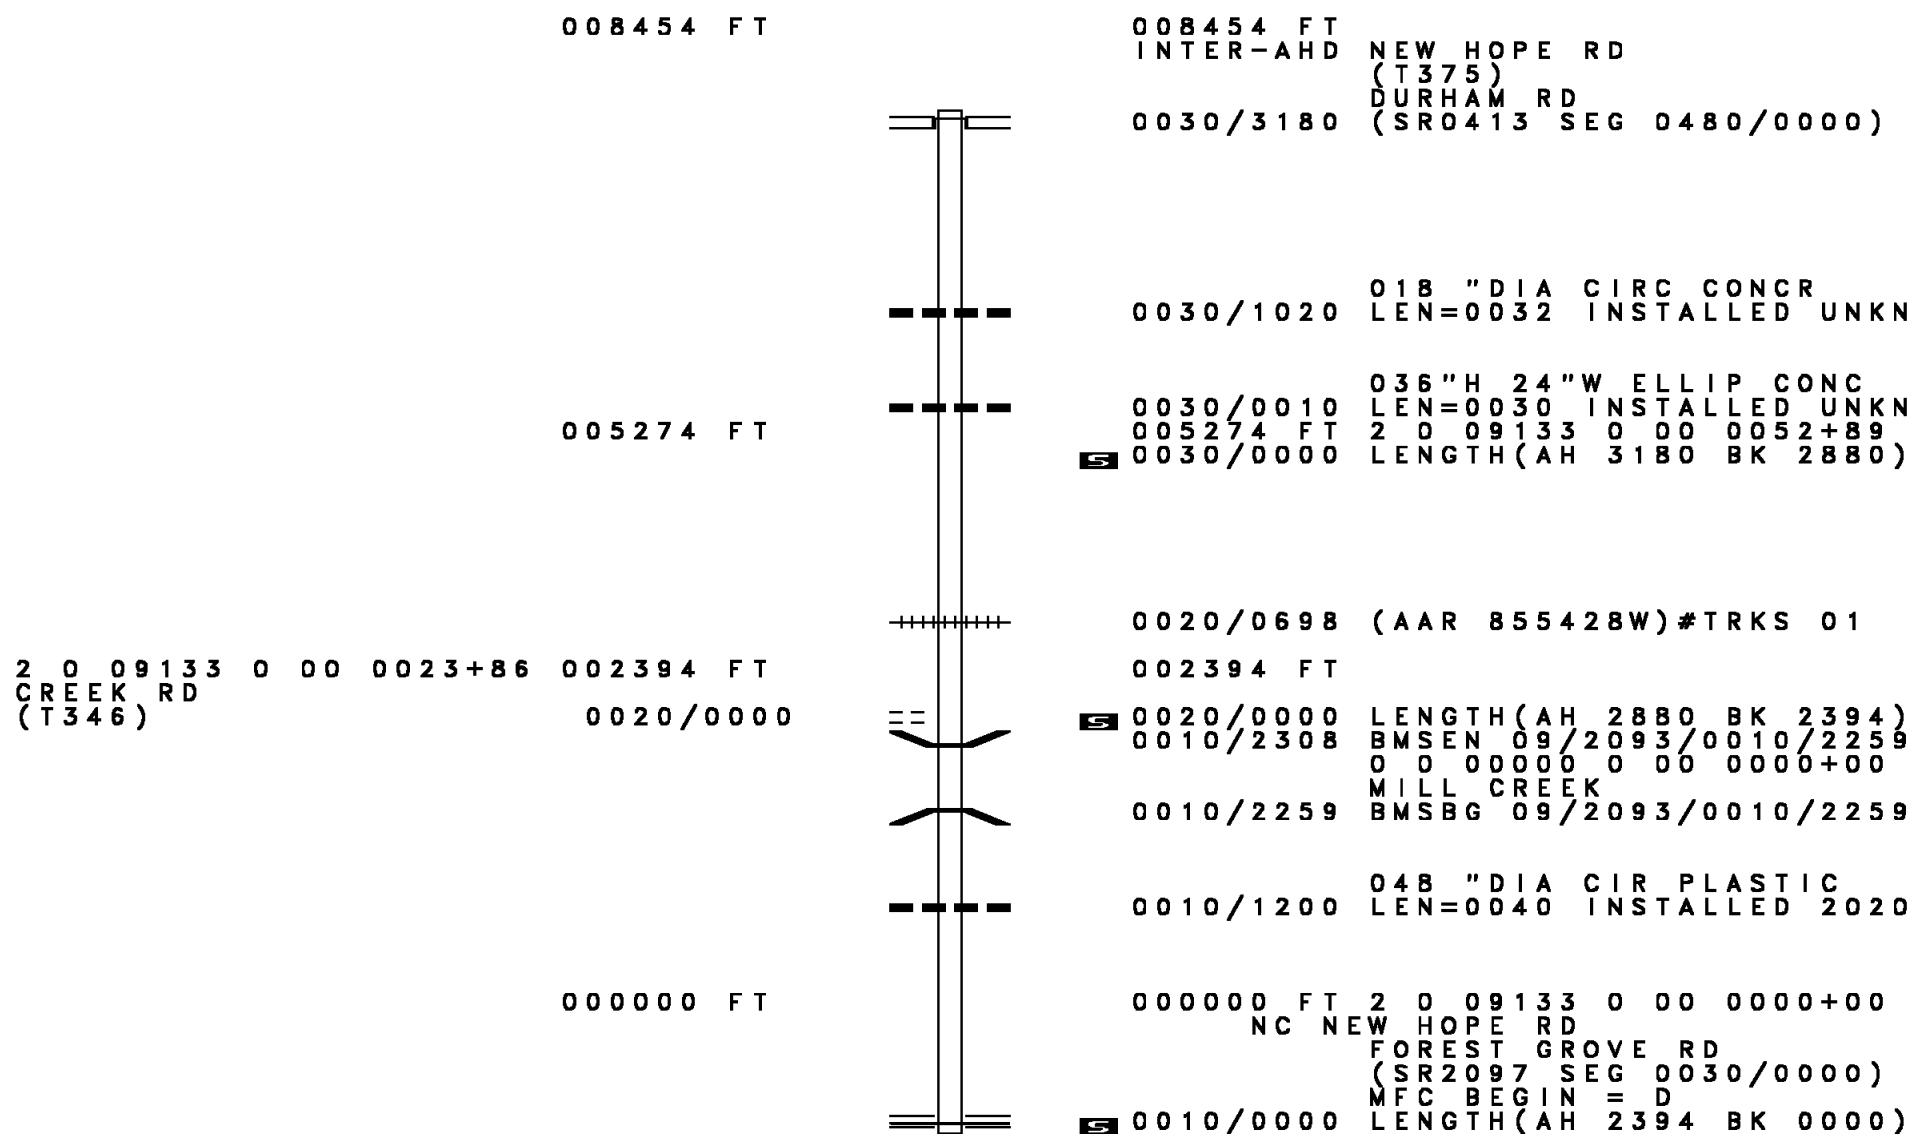 008454 FT 008454 FT
INTER-AHD NEW HOPE RD
(T375)
DURHAM RD
0030/3180 (SR0413 SEG 0480/0000)
018 "DIA CIRC CONCR
0030/1020 LEN=0032 INSTALLED UNKN
036"H 24"W ELLIP CONC
0030/0010 LEN=0030 INSTALLED UNKN
005274 FT 005274 FT 2 0 09133 0 00 0052+89
S 0030/0000 LENGTH(AH 3180 BK 2880)
0020/0698 (AAR 855428W)#TRKS 01
2 0 09133 0 00 0023+86 002394 FT 002394 FT
CREEK RD
(T346) 0020/0000 S 0020/0000 LENGTH(AH 2880 BK 2394)
0010/2308 BMSEN 09/2093/0010/2259
0 0 00000 0 00 0000+00
MILL CREEK
0010/2259 BMSBG 09/2093/0010/2259
048 "DIA CIR PLASTIC
0010/1200 LEN=0040 INSTALLED 2020
000000 FT 000000 FT 2 0 09133 0 00 0000+00
NC NEW HOPE RD
FOREST GROVE RD
(SR2097 SEG 0030/0000)
MFC BEGIN = D
S 0010/0000 LENGTH(AH 2394 BK 0000)